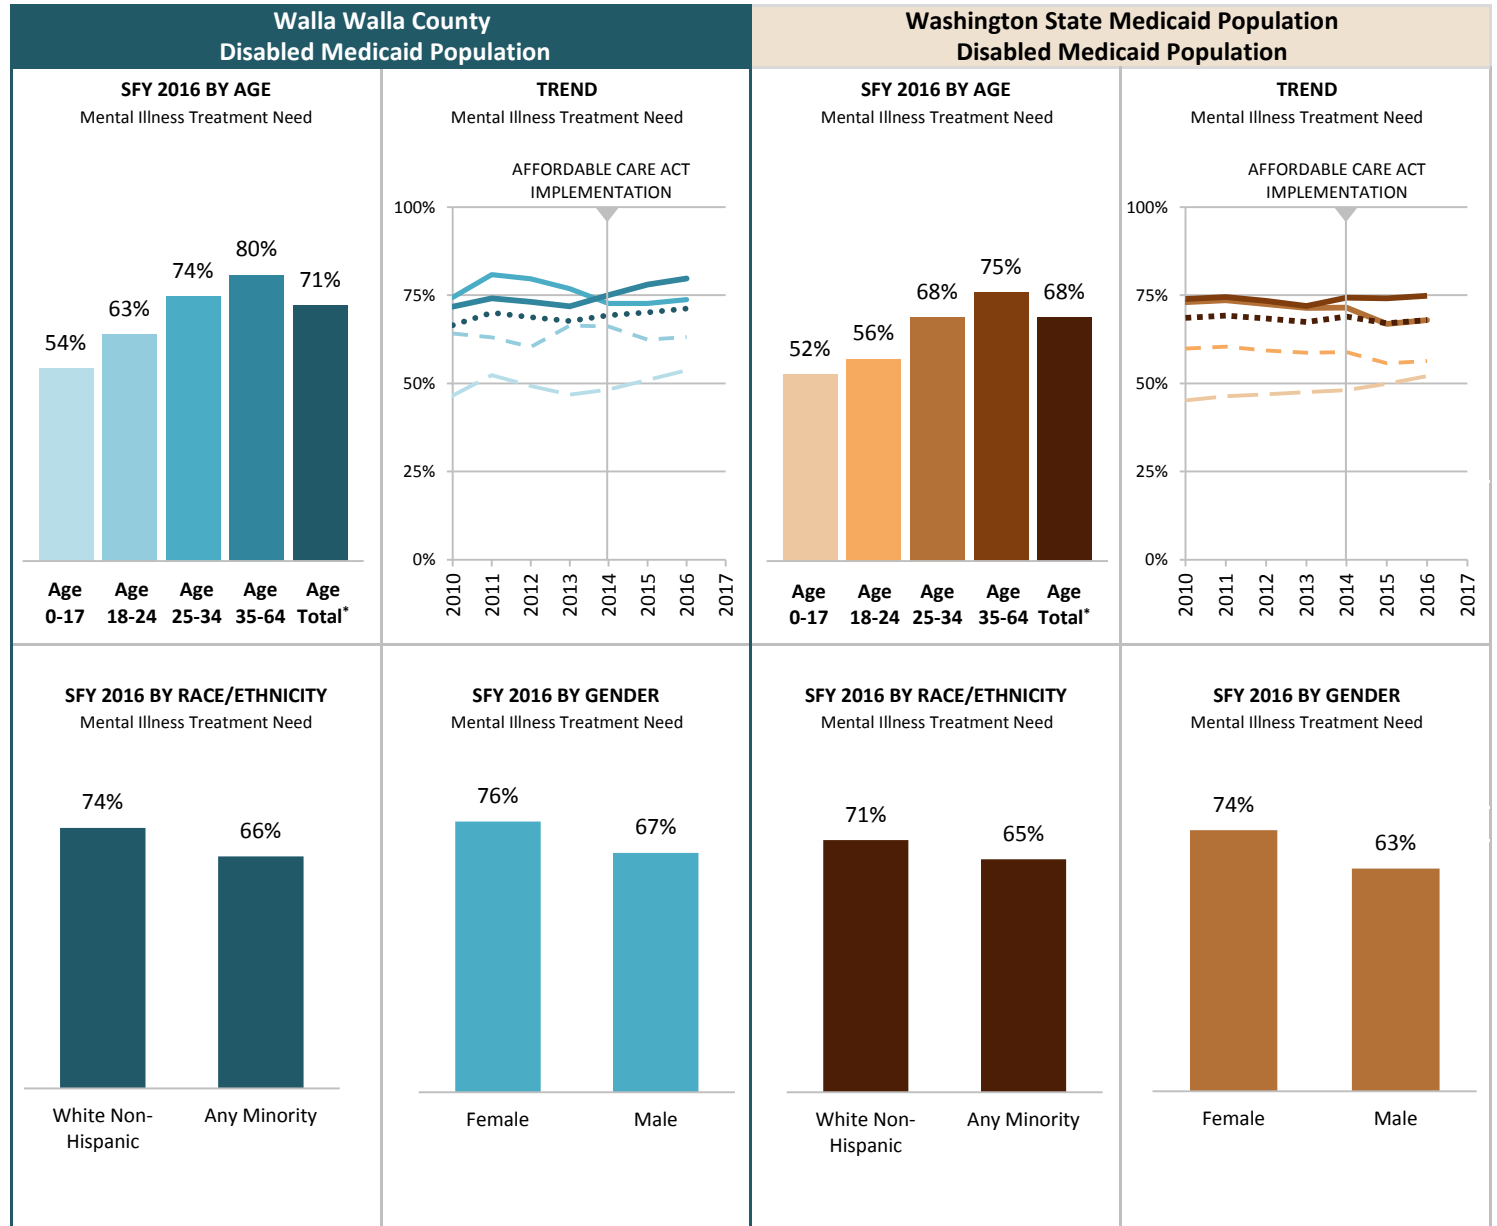 Walla Walla County
Disabled Medicaid Population
Washington State Medicaid Population
Disabled Medicaid Population
SFY 2016 BY AGE
Mental Illness Treatment Need
54%
63%
74%
80%
71%
Age 0-17
Age 18-24
Age 25-34
Age 35-64
Age Total*
TREND
Mental Illness Treatment Need
AFFORDABLE CARE ACT
IMPLEMENTATION
100%
75%
50%
25%
0%
2010
2011
2012
2013
2014
2015
2016
2017
SFY 2016 BY AGE
Mental Illness Treatment Need
52%
56%
68%
75%
68%
Age 0-17
Age 18-24
Age 25-34
Age 35-64
Age Total*
TREND
Mental Illness Treatment Need
AFFORDABLE CARE ACT
IMPLEMENTATION
100%
75%
50%
25%
0%
2010
2011
2012
2013
2014
2015
2016
2017
SFY 2016 BY RACE/ETHNICITY
Mental Illness Treatment Need
74%
66%
White Non-
Hispanic
Any Minority
SFY 2016 BY GENDER
Mental Illness Treatment Need
76%
67%
Female
Male
SFY 2016 BY RACE/ETHNICITY
Mental Illness Treatment Need
71%
65%
White Non-
Hispanic
Any Minority
SFY 2016 BY GENDER
Mental Illness Treatment Need
74%
63%
Female
Male